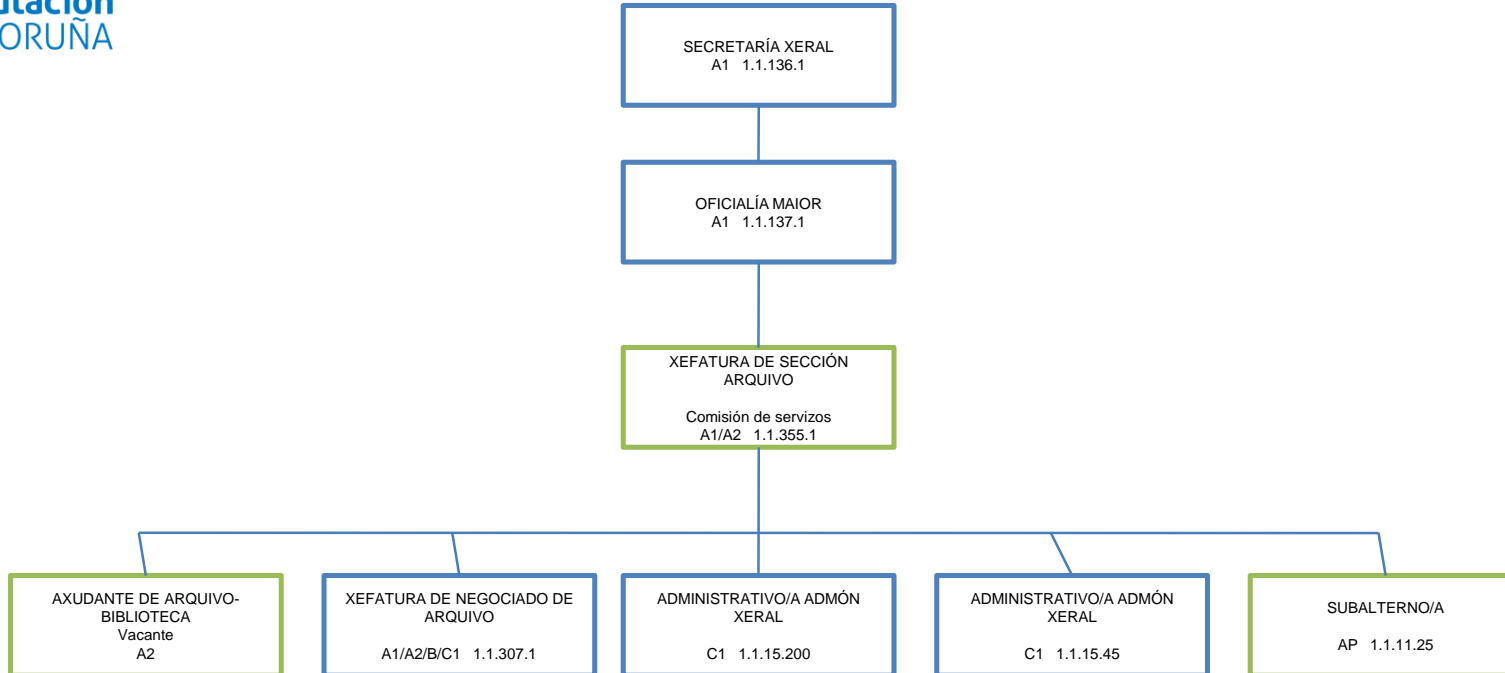 ORUÑA
SECRETARÍA XERAL
A1 1.1.136.1
OFICIALÍA MAIOR
A1 1.1.137.1
XEFATURA DE SECCIÓN
ARQUIVO
Comisión de servizos
A1/A2 1.1.355.1
AXUDANTE DE ARQUIVO-
BIBLIOTECA
Vacante
A2
XEFATURA DE NEGOCIADO DE
ARQUIVO
A1/A2/B/C1 1.1.307.1
ADMINISTRATIVO/A ADMÓN
XERAL
C1 1.1.15.200
ADMINISTRATIVO/A ADMÓN
XERAL
C1 1.1.15.45
SUBALTERNO/A
AP 1.1.11.25